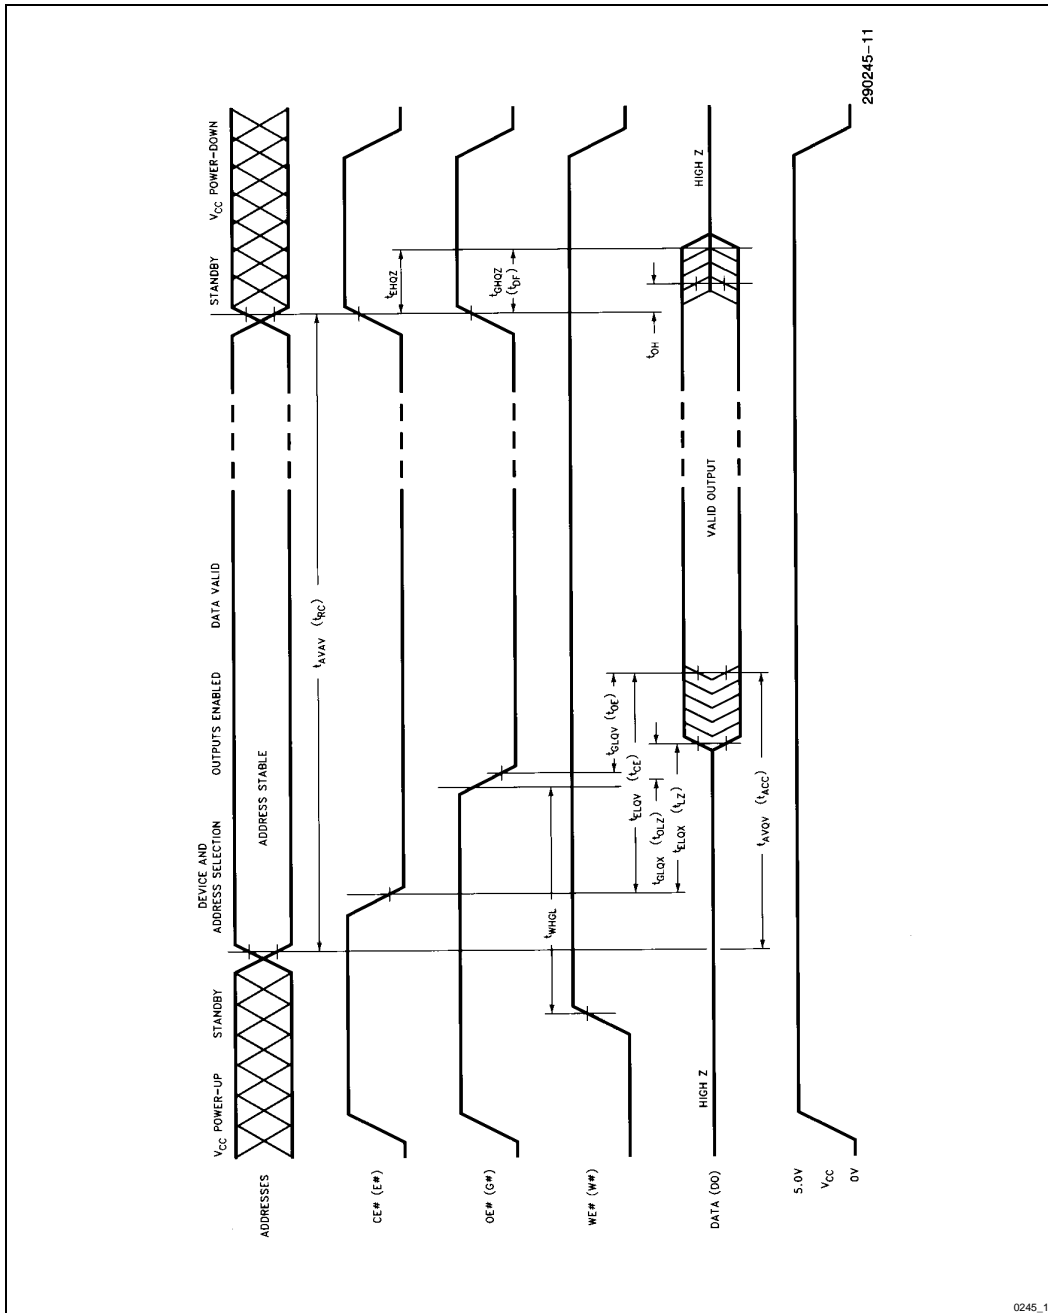 V_CC POWER-UP
STANDBY
DEVICE AND
ADDRESS SELECTION
OUTPUTS ENABLED
DATA VALID
STANDBY
V_CC POWER-DOWN
ADDRESSES
ADDRESS STABLE
t_AVAV (t_RC)
CE# (E#)
t_EHQZ
OE# (G#)
t_WHGL
t_GHQZ
(t_DF)
WE# (W#)
t_GLQV (t_OE)
t_ELQV (t_CE)
t_GLQX (t_OLZ)
t_ELQX (t_LZ)
t_OH
DATA (DQ)
HIGH Z
VALID OUTPUT
HIGH Z
t_AVQV (t_ACC)
5.0V
V_CC
0V
290245-11
0245_1